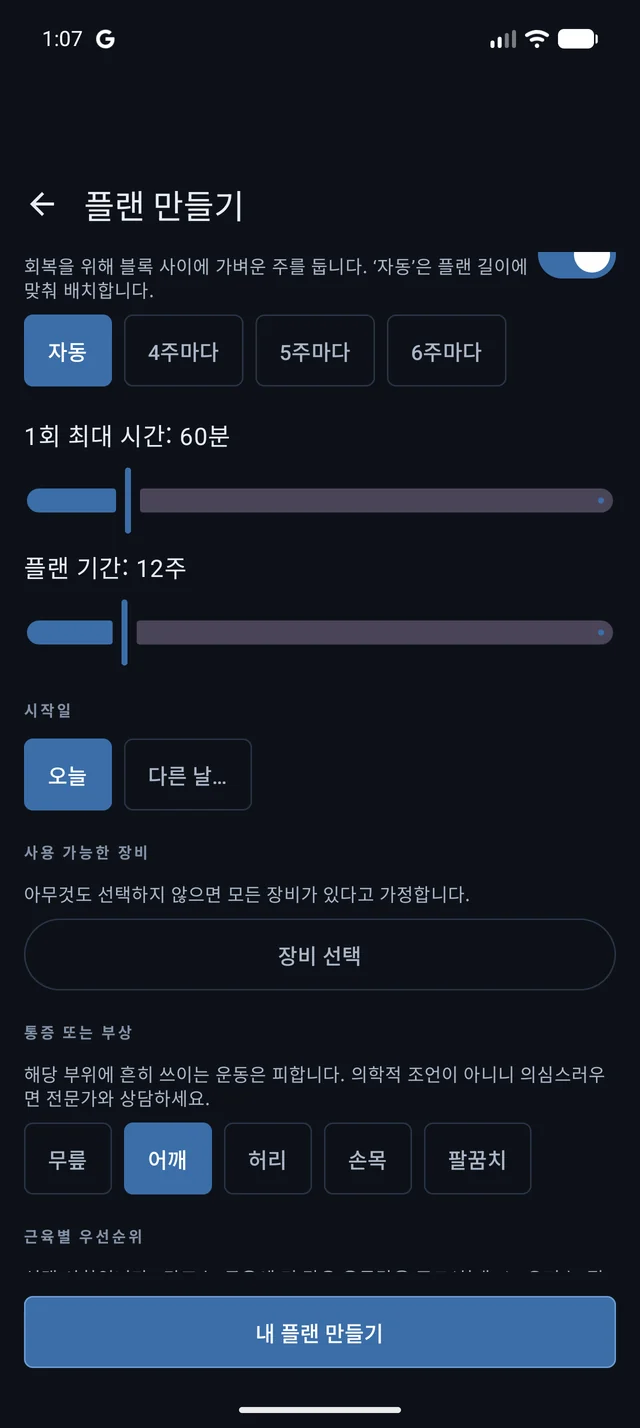 1:07
플랜 만들기
회복을 위해 블록 사이에 가벼운 주를 둡니다. ‘자동’은 플랜 길이에
맞춰 배치합니다.
자동 4주마다 5주마다 6주마다
1회 최대 시간: 60분
플랜 기간: 12주
시작일
오늘 다른 날…
사용 가능한 장비
아무것도 선택하지 않으면 모든 장비가 있다고 가정합니다.
장비 선택
통증 또는 부상
해당 부위에 흔히 쓰이는 운동은 피합니다. 의학적 조언이 아니니 의심스러우
면 전문가와 상담하세요.
무릎 어깨 허리 손목 팔꿈치
근육별 우선순위
내 플랜 만들기